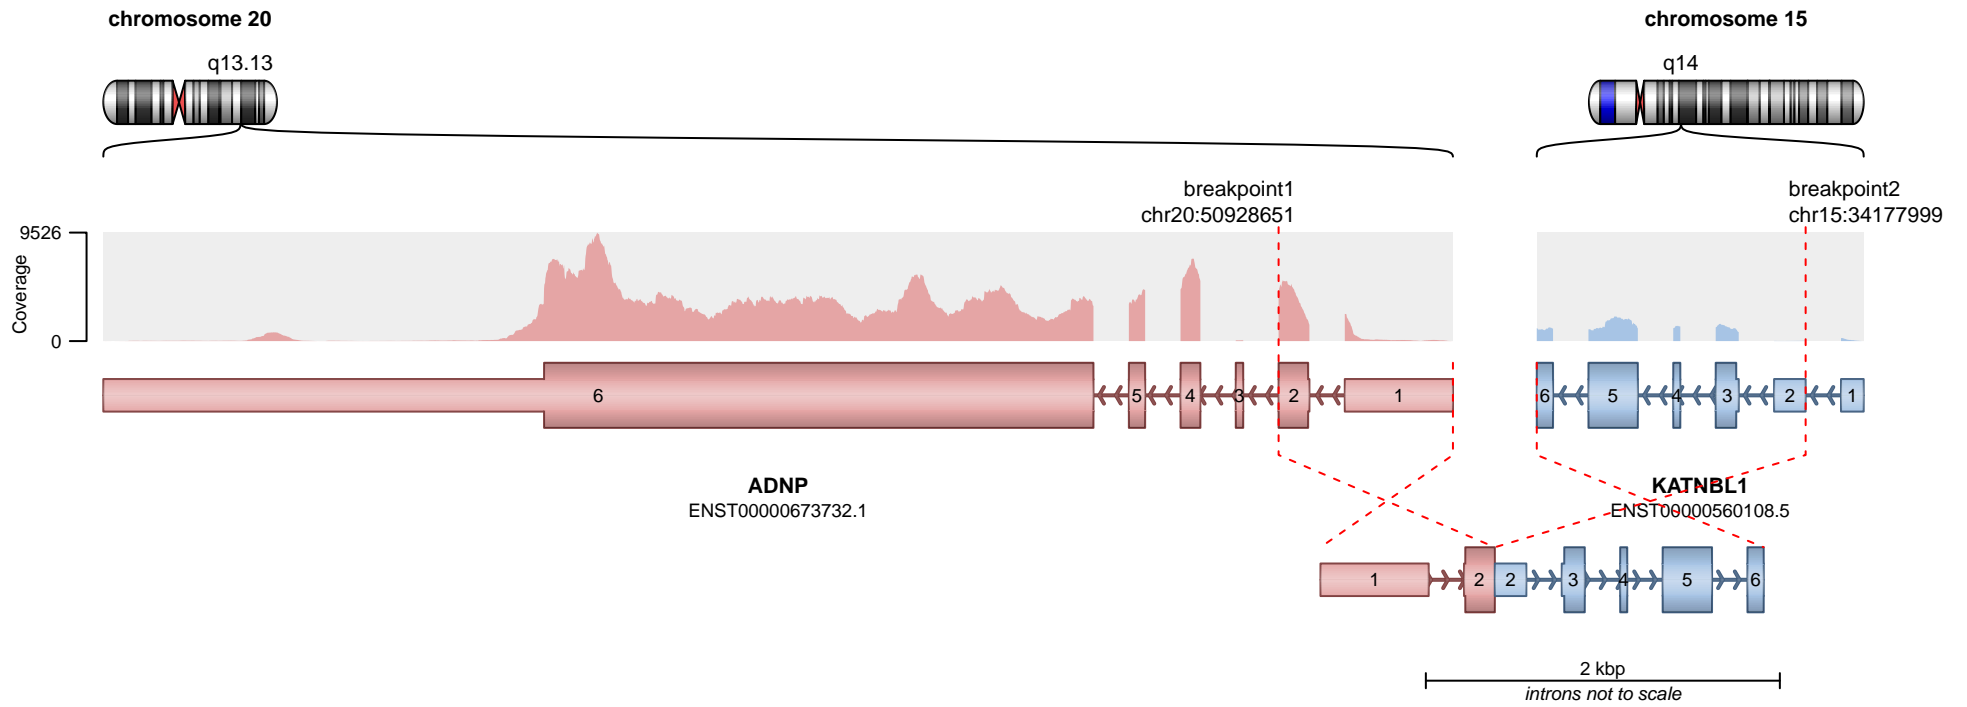 chromosome 20
chromosome 15
q13.13
q14
breakpoint1
chr20:50928651
breakpoint2
chr15:34177999
9526
0
Coverage
6 5 4 3 2 1
6 5 4 3 2 1
ADNP
ENST00000673732.1
KATNBL1
ENST00000560108.5
1 2 2 3 4 5 6
2 kbp
introns not to scale